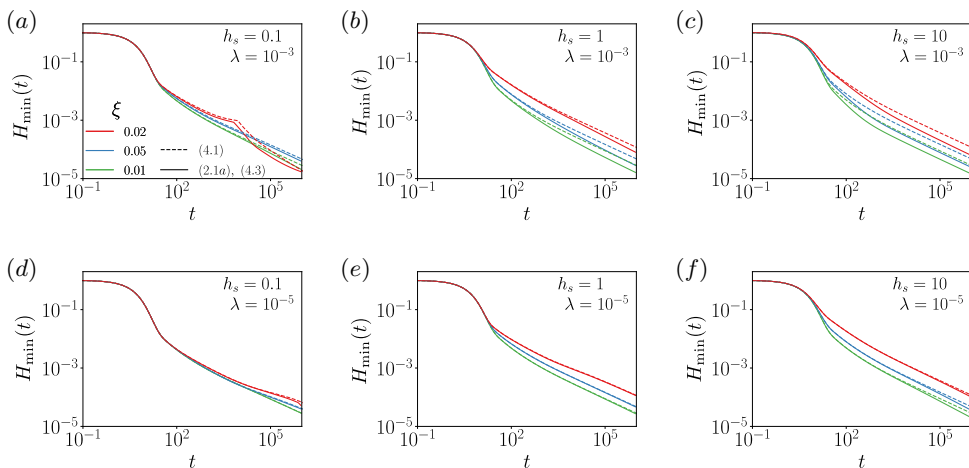 (a)
(b)
(c)
h_s = 0.1
λ = 10^{-3}
h_s = 1
λ = 10^{-3}
h_s = 10
λ = 10^{-3}
H_min(t)
H_min(t)
H_min(t)
10^{-1}
10^{-3}
10^{-5}
10^{-1}
10^{-3}
10^{-5}
10^{-1}
10^{-3}
10^{-5}
ξ
0.02
0.05
0.01
(4.1)
(2.1a), (4.3)
10^{-1}
10^2
10^5
10^{-1}
10^2
10^5
10^{-1}
10^2
10^5
t
t
t
(d)
(e)
(f)
h_s = 0.1
λ = 10^{-5}
h_s = 1
λ = 10^{-5}
h_s = 10
λ = 10^{-5}
H_min(t)
H_min(t)
H_min(t)
10^{-1}
10^{-3}
10^{-5}
10^{-1}
10^{-3}
10^{-5}
10^{-1}
10^{-3}
10^{-5}
10^{-1}
10^2
10^5
10^{-1}
10^2
10^5
10^{-1}
10^2
10^5
t
t
t